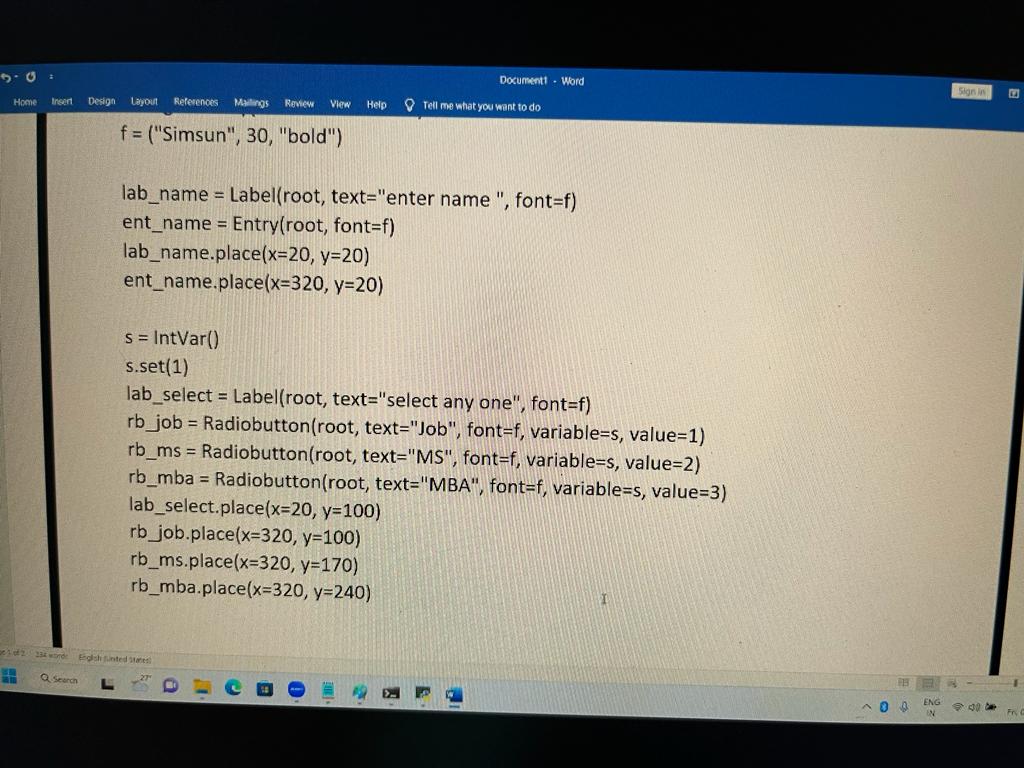 Document1 - Word
Sign in
Home Insert Design Layout References Mailings Review View Help Tell me what you want to do
f = ("Simsun", 30, "bold")
lab_name = Label(root, text="enter name ", font=f)
ent_name = Entry(root, font=f)
lab_name.place(x=20, y=20)
ent_name.place(x=320, y=20)
s = IntVar()
s.set(1)
lab_select = Label(root, text="select any one", font=f)
rb_job = Radiobutton(root, text="Job", font=f, variable=s, value=1)
rb_ms = Radiobutton(root, text="MS", font=f, variable=s, value=2)
rb_mba = Radiobutton(root, text="MBA", font=f, variable=s, value=3)
lab_select.place(x=20, y=100)
rb_job.place(x=320, y=100)
rb_ms.place(x=320, y=170)
rb_mba.place(x=320, y=240)
1 of 2 234 words English (United States)
Search
27°
ENG
IN